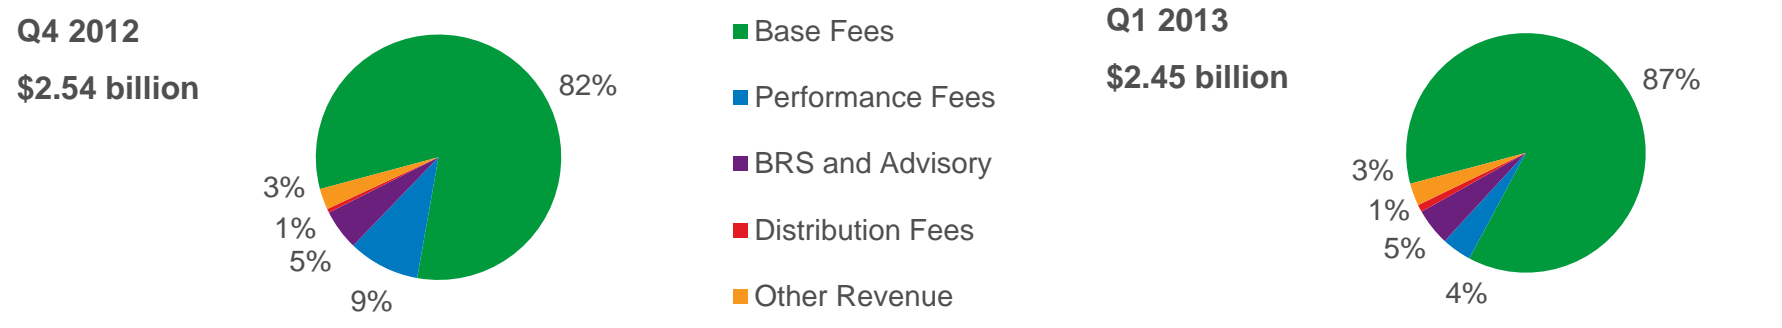 Q4 2012
$2.54 billion
82%
3%
1%
5%
9%
Base Fees
Performance Fees
BRS and Advisory
Distribution Fees
Other Revenue
Q1 2013
$2.45 billion
87%
3%
1%
5%
4%